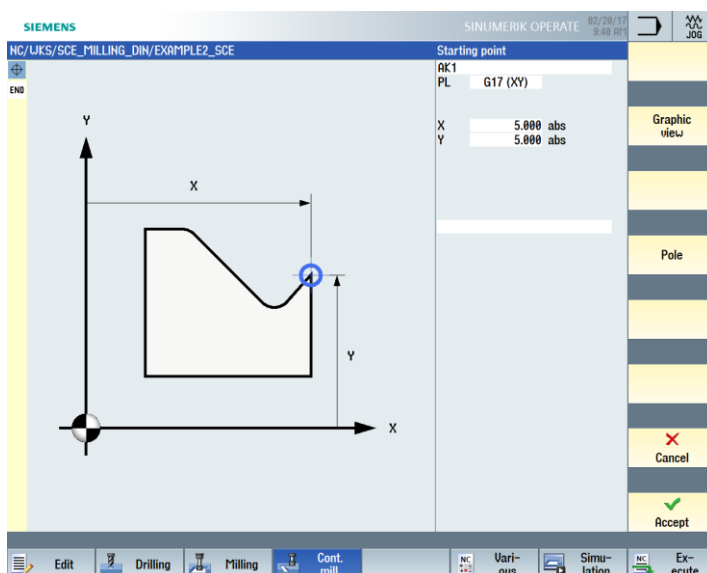 SIEMENS
SINUMERIK OPERATE
02/20/17
9:40 AM
JOG
NC/WKS/SCE_MILLING_DIN/EXAMPLE2_SCE
Starting point
AK1
PL G17 (XY)
END
X 5.000 abs
Y 5.000 abs
Y
X
Y
X
Graphic
view
Pole
Cancel
Accept
Edit
Drilling
Milling
Cont.
mill.
NC
Vari-
ous
Simu-
lation
NC
Ex-
ecute